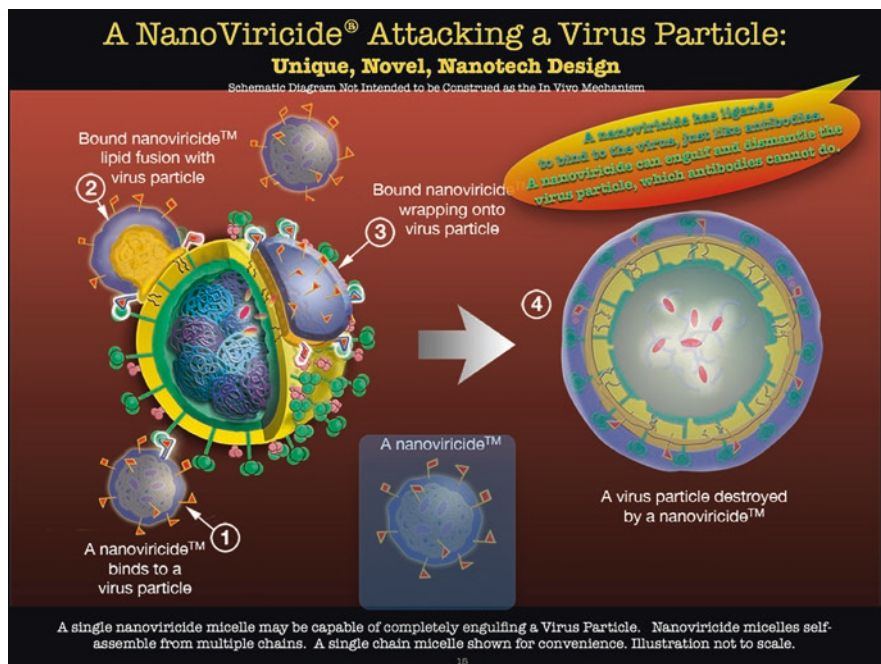 A NanoViricide® Attacking a Virus Particle:
Unique, Novel, Nanotech Design
Schematic Diagram Not Intended to be Construed as the In Vivo Mechanism
A nanoviricide has ligands
to bind to the virus, just like antibodies.
A nanoviricide can engulf and dismantle the
virus particle, which antibodies cannot do.
Bound nanoviricide™
lipid fusion with
virus particle
2
Bound nanoviricide™
wrapping onto
virus particle
3
4
A nanoviricide™
1
A nanoviricide™
binds to a
virus particle
A virus particle destroyed
by a nanoviricide™
A single nanoviricide micelle may be capable of completely engulfing a Virus Particle. Nanoviricide micelles self-
assemble from multiple chains. A single chain micelle shown for convenience. Illustration not to scale.
16